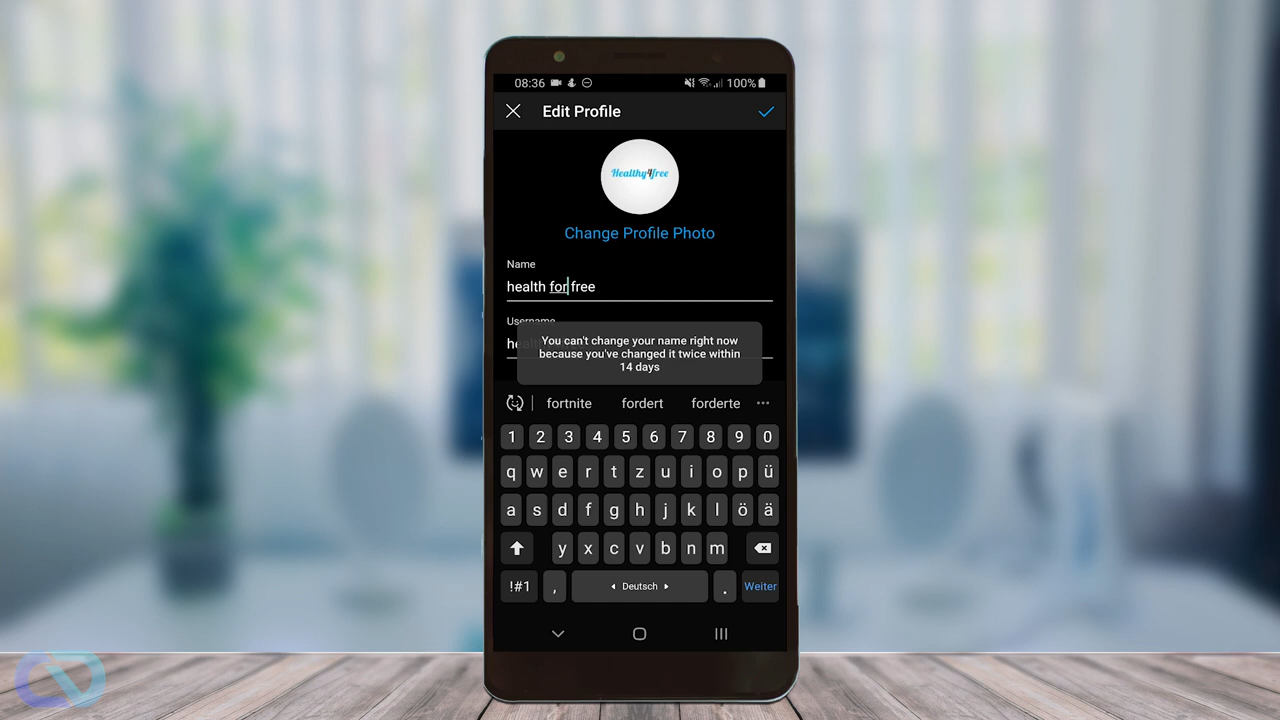 08:36 100%
Edit Profile
Healthy4free
Change Profile Photo
Name
health for free
Username
You can't change your name right now
because you've changed it twice within
14 days
fortnite fordert forderte
1 2 3 4 5 6 7 8 9 0
q w e r t z u i o p ü
a s d f g h j k l ö ä
y x c v b n m
!#1 , Deutsch . Weiter